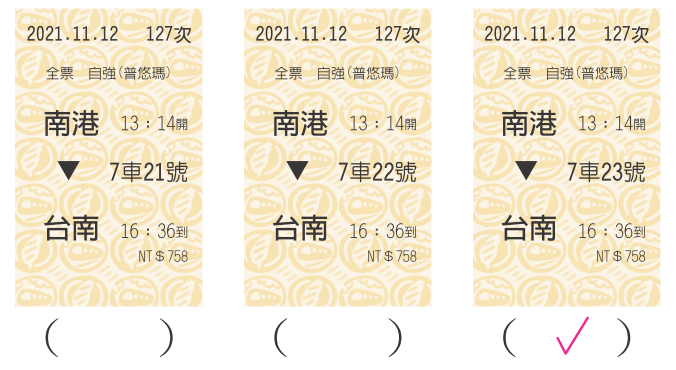 2021.11.12 127次
全票 自強(普悠瑪)
南港 13:14開
▼ 7車21號
台南 16:36到
NT$758
( )
2021.11.12 127次
全票 自強(普悠瑪)
南港 13:14開
▼ 7車22號
台南 16:36到
NT$758
( )
2021.11.12 127次
全票 自強(普悠瑪)
南港 13:14開
▼ 7車23號
台南 16:36到
NT$758
( ✓ )